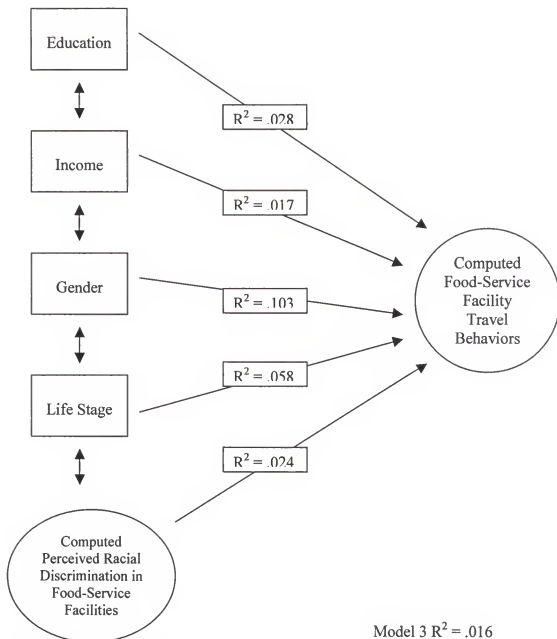 Education
R² = .028
Income
R² = .017
Gender
R² = .103
Life Stage
R² = .058
Computed
Food-Service
Facility
Travel
Behaviors
R² = .024
Computed
Perceived Racial
Discrimination in
Food-Service
Facilities
Model 3 R² = .016